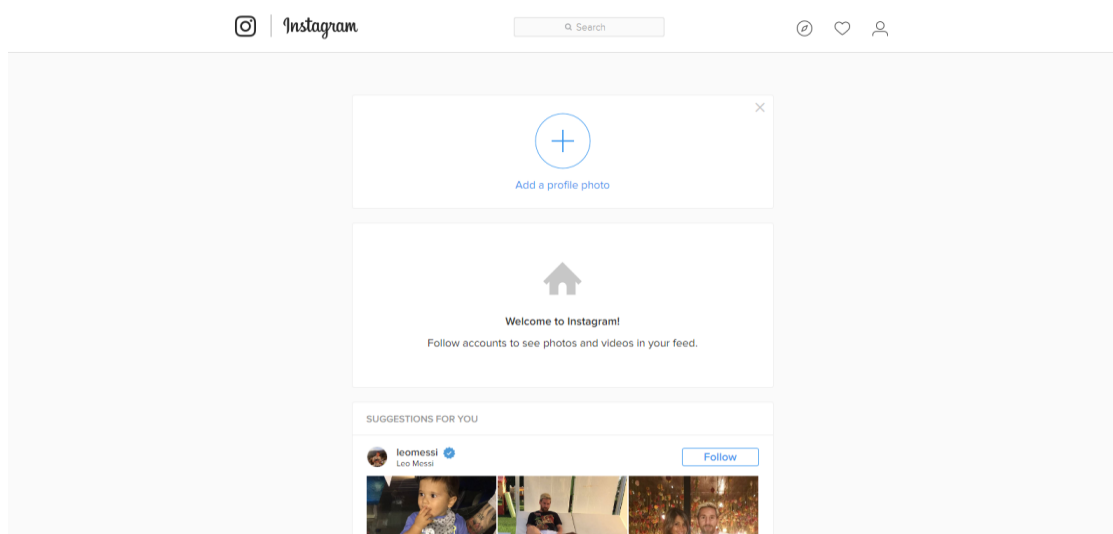 Instagram
Search
Add a profile photo
Welcome to Instagram!
Follow accounts to see photos and videos in your feed.
SUGGESTIONS FOR YOU
leomessi
Follow
Leo Messi